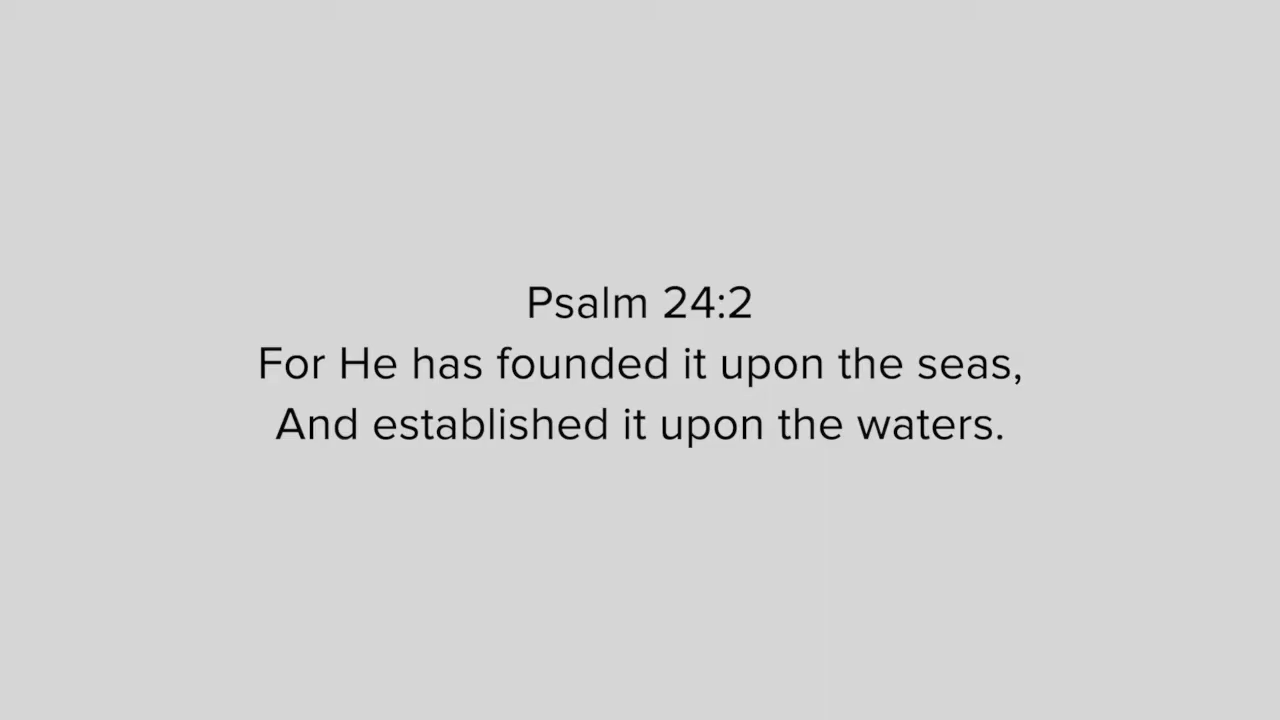 Psalm 24:2
For He has founded it upon the seas,
And established it upon the waters.